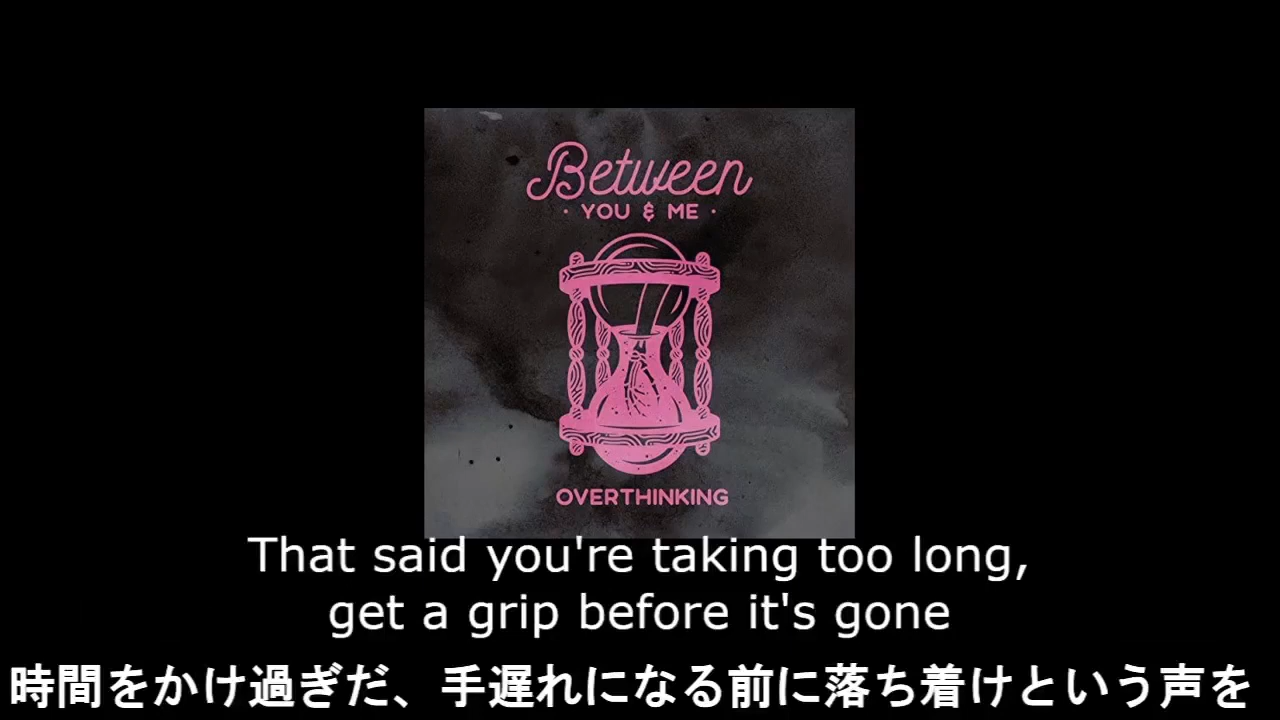 Between
· YOU & ME ·
OVERTHINKING
That said you're taking too long,
get a grip before it's gone
時間をかけ過ぎだ、手遅れになる前に落ち着けという声を